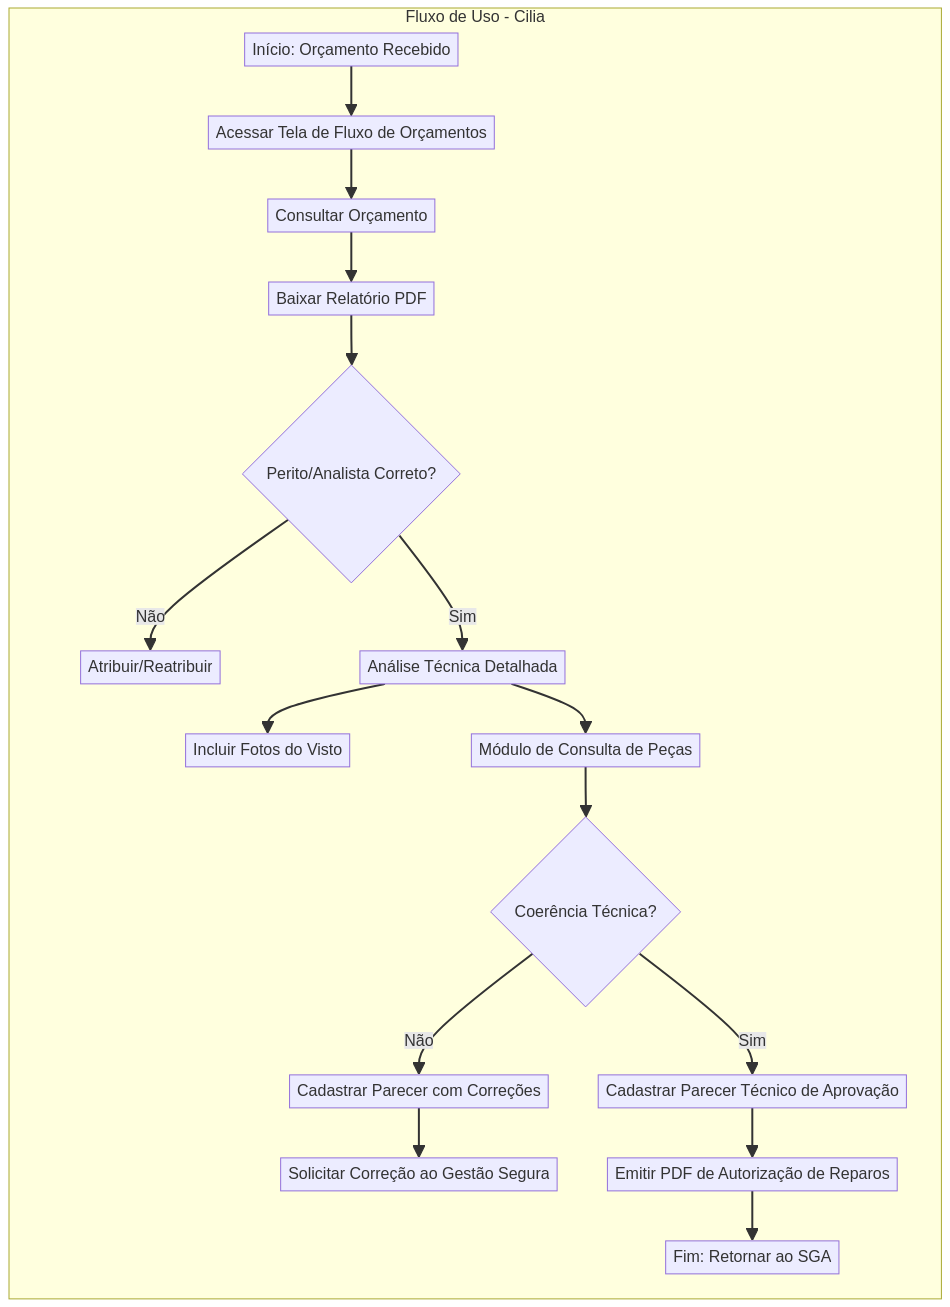 Fluxo de Uso - Cilia
Início: Orçamento Recebido
Acessar Tela de Fluxo de Orçamentos
Consultar Orçamento
Baixar Relatório PDF
Perito/Analista Correto?
Não
Sim
Atribuir/Reatribuir
Análise Técnica Detalhada
Incluir Fotos do Visto
Módulo de Consulta de Peças
Coerência Técnica?
Não
Sim
Cadastrar Parecer com Correções
Cadastrar Parecer Técnico de Aprovação
Solicitar Correção ao Gestão Segura
Emitir PDF de Autorização de Reparos
Fim: Retornar ao SGA